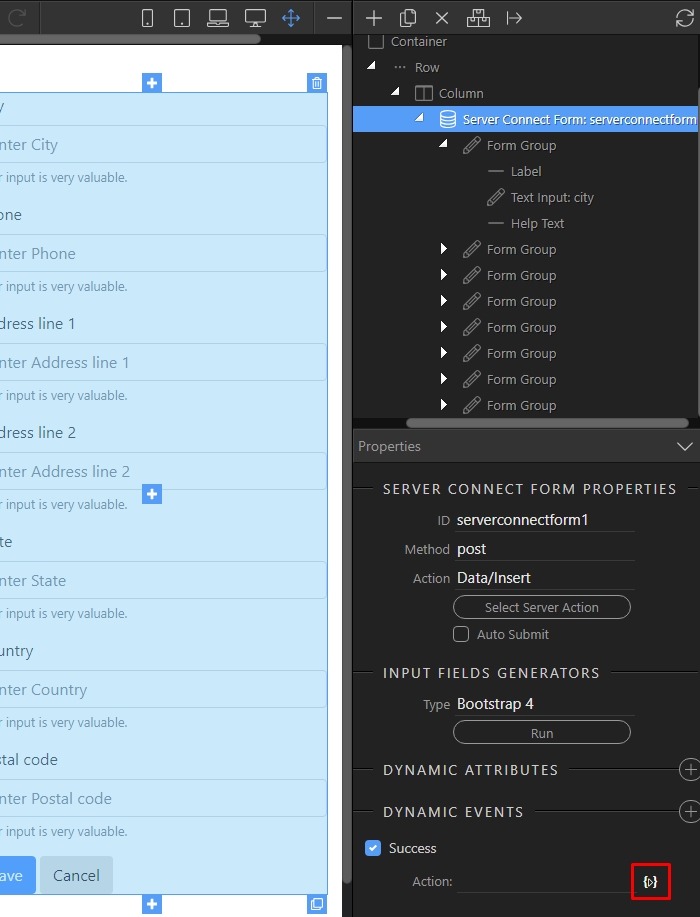 Container
Row
Column
Server Connect Form: serverconnectform
Form Group
Label
Text Input: city
Help Text
Form Group
Form Group
Form Group
Form Group
Form Group
Form Group
Form Group
y
nter City
r input is very valuable.
one
nter Phone
r input is very valuable.
dress line 1
nter Address line 1
r input is very valuable.
dress line 2
nter Address line 2
r input is very valuable.
te
nter State
r input is very valuable.
untry
nter Country
r input is very valuable.
tal code
nter Postal code
r input is very valuable.
ave Cancel
Properties
SERVER CONNECT FORM PROPERTIES
ID serverconnectform1
Method post
Action Data/Insert
Select Server Action
Auto Submit
INPUT FIELDS GENERATORS
Type Bootstrap 4
Run
DYNAMIC ATTRIBUTES
DYNAMIC EVENTS
Success
Action: